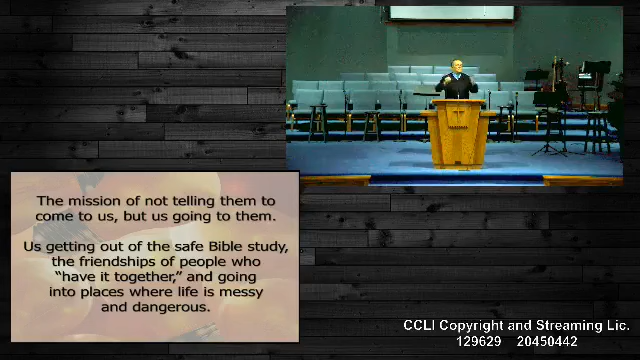 The mission of not telling them to
come to us, but us going to them.
Us getting out of the safe Bible study,
the friendships of people who
“have it together,” and going
into places where life is messy
and dangerous.
CCLI Copyright and Streaming Lic.
129629 20450442